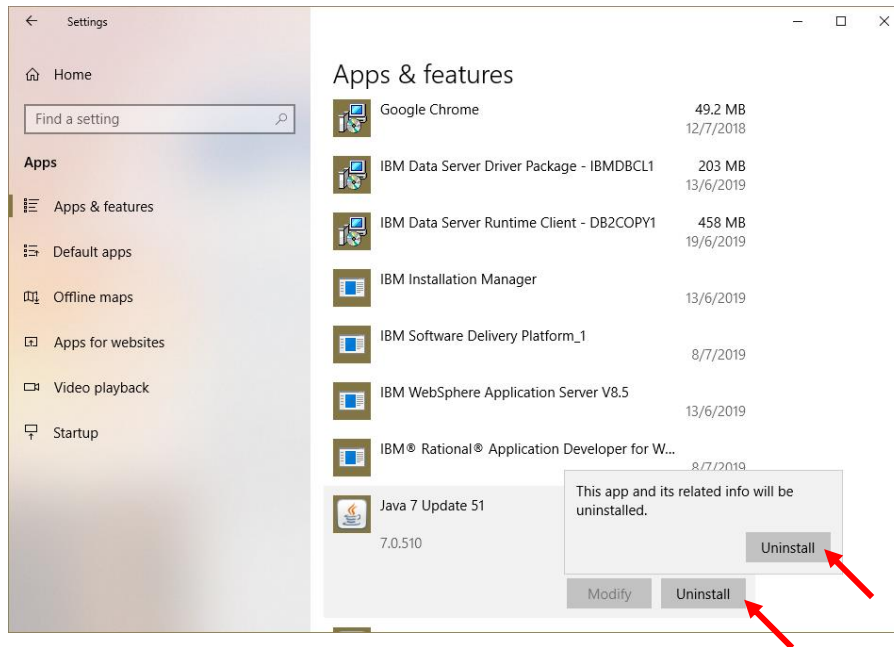 Settings
Home
Find a setting
Apps
Apps & features
Default apps
Offline maps
Apps for websites
Video playback
Startup
Apps & features
Google Chrome 49.2 MB
12/7/2018
IBM Data Server Driver Package - IBMDBCL1 203 MB
13/6/2019
IBM Data Server Runtime Client - DB2COPY1 458 MB
19/6/2019
IBM Installation Manager
13/6/2019
IBM Software Delivery Platform_1
8/7/2019
IBM WebSphere Application Server V8.5
13/6/2019
IBM® Rational® Application Developer for W...
8/7/2019
Java 7 Update 51
7.0.510
This app and its related info will be
uninstalled.
Uninstall
Modify Uninstall